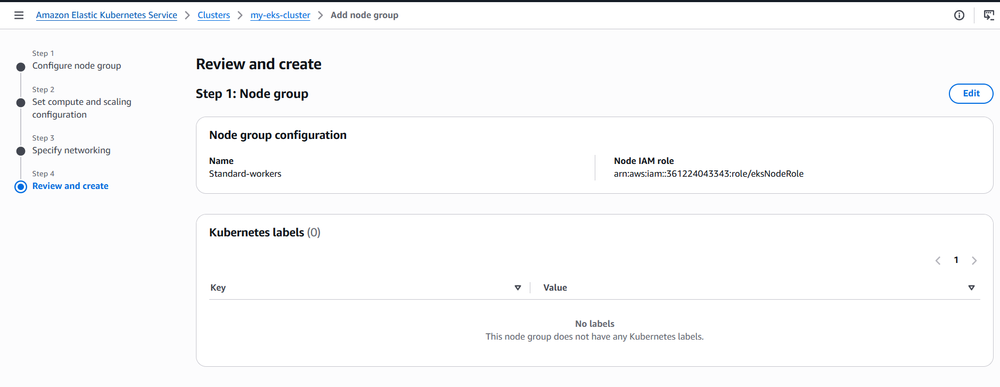 Amazon Elastic Kubernetes Service > Clusters > my-eks-cluster > Add node group
Step 1
Configure node group
Step 2
Set compute and scaling
configuration
Step 3
Specify networking
Step 4
Review and create
Review and create
Step 1: Node group
Edit
Node group configuration
Name
Standard-workers
Node IAM role
arn:aws:iam::361224043343:role/eksNodeRole
Kubernetes labels (0)
< 1 >
Key
Value
No labels
This node group does not have any Kubernetes labels.